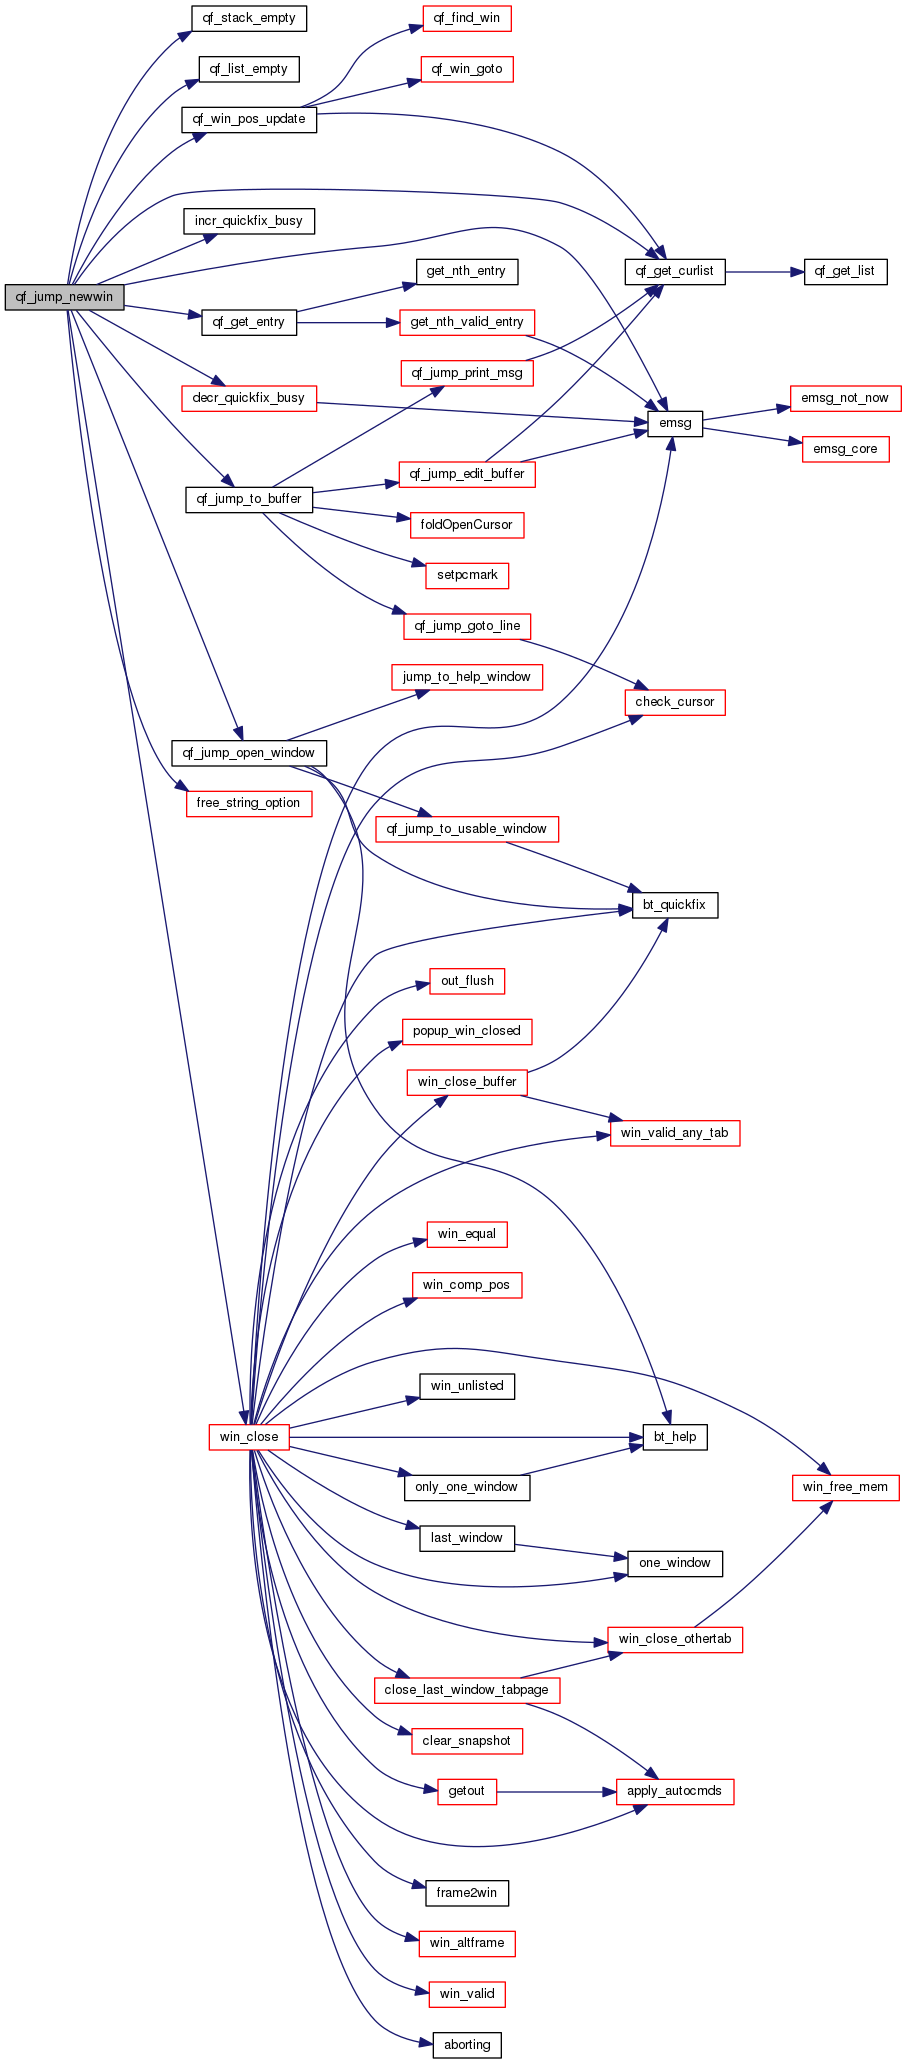 qf_stack_empty
qf_find_win
qf_list_empty
qf_win_goto
qf_win_pos_update
incr_quickfix_busy
get_nth_entry
qf_get_curlist
qf_get_list
qf_jump_newwin
qf_get_entry
get_nth_valid_entry
qf_jump_print_msg
decr_quickfix_busy
emsg_not_now
emsg
emsg_core
qf_jump_edit_buffer
qf_jump_to_buffer
foldOpenCursor
setpcmark
qf_jump_goto_line
jump_to_help_window
check_cursor
qf_jump_open_window
free_string_option
qf_jump_to_usable_window
bt_quickfix
out_flush
popup_win_closed
win_close_buffer
win_valid_any_tab
win_equal
win_comp_pos
win_unlisted
win_close
bt_help
only_one_window
win_free_mem
last_window
one_window
win_close_othertab
close_last_window_tabpage
clear_snapshot
getout
apply_autocmds
frame2win
win_altframe
win_valid
aborting